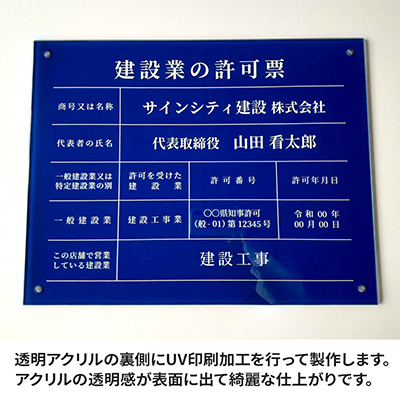 建設業の許可票
商号又は名称
サインシティ建設 株式会社
代表者の氏名
代表取締役 山田 看太郎
一般建設業又は
特定建設業の別
許可を受けた
建設業
許可番号
許可年月日
一般建設業
建設工事業
〇〇県知事許可
(般-01) 第12345号
令和 00 年
00 月 00 日
この店舗で営業
している建設業
建設工事
透明アクリルの裏側にUV印刷加工を行って製作します。
アクリルの透明感が表面に出て綺麗な仕上がりです。